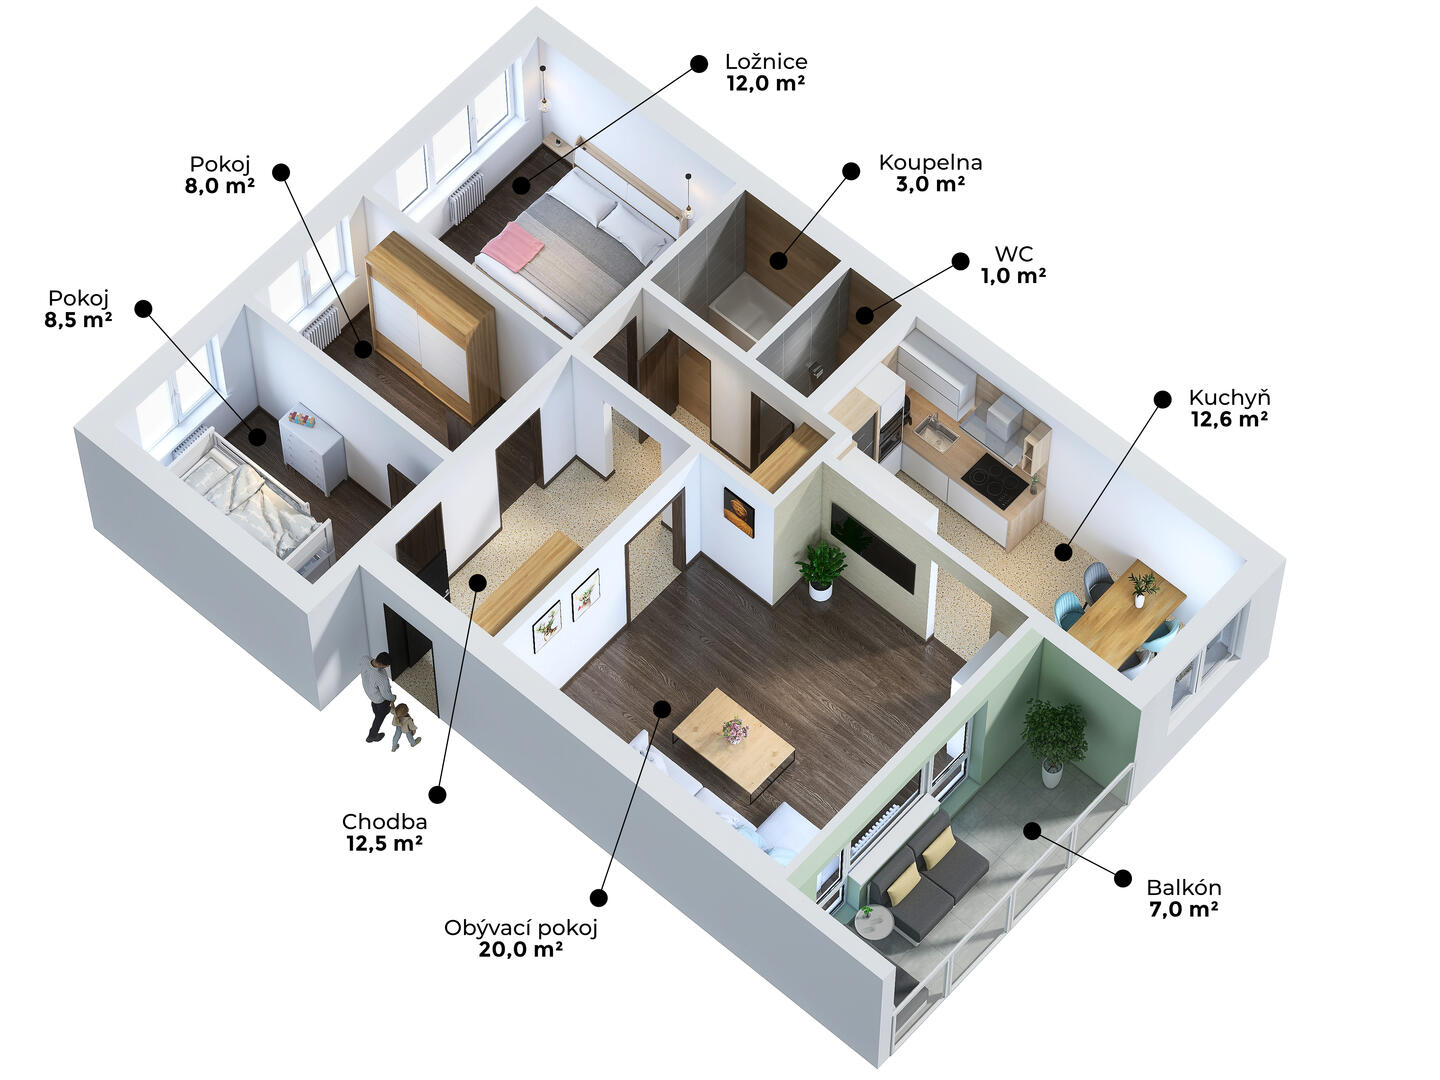 Ložnice
12,0 m²
Pokoj
8,0 m²
Koupelna
3,0 m²
WC
1,0 m²
Pokoj
8,5 m²
Kuchyň
12,6 m²
Chodba
12,5 m²
Balkón
7,0 m²
Obývací pokoj
20,0 m²